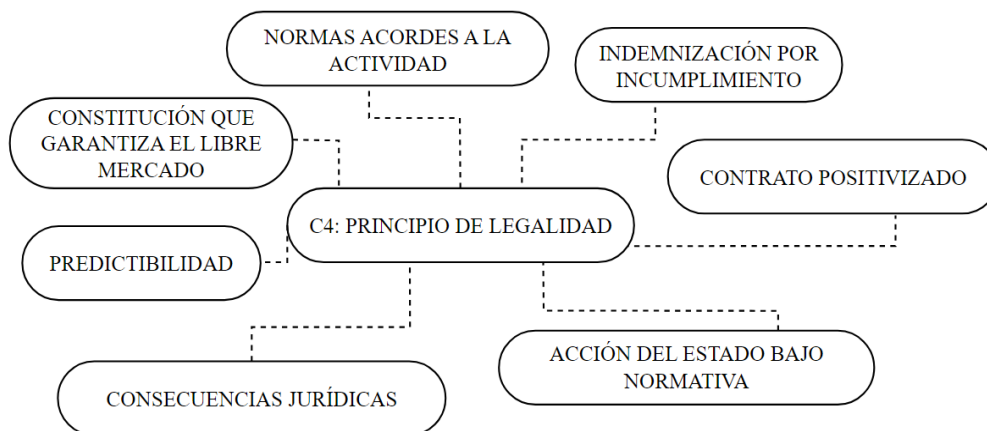 NORMAS ACORDES A LA
ACTIVIDAD
INDEMNIZACIÓN POR
INCUMPLIMIENTO
CONSTITUCIÓN QUE
GARANTIZA EL LIBRE
MERCADO
CONTRATO POSITIVIZADO
C4: PRINCIPIO DE LEGALIDAD
PREDICTIBILIDAD
ACCIÓN DEL ESTADO BAJO
NORMATIVA
CONSECUENCIAS JURÍDICAS